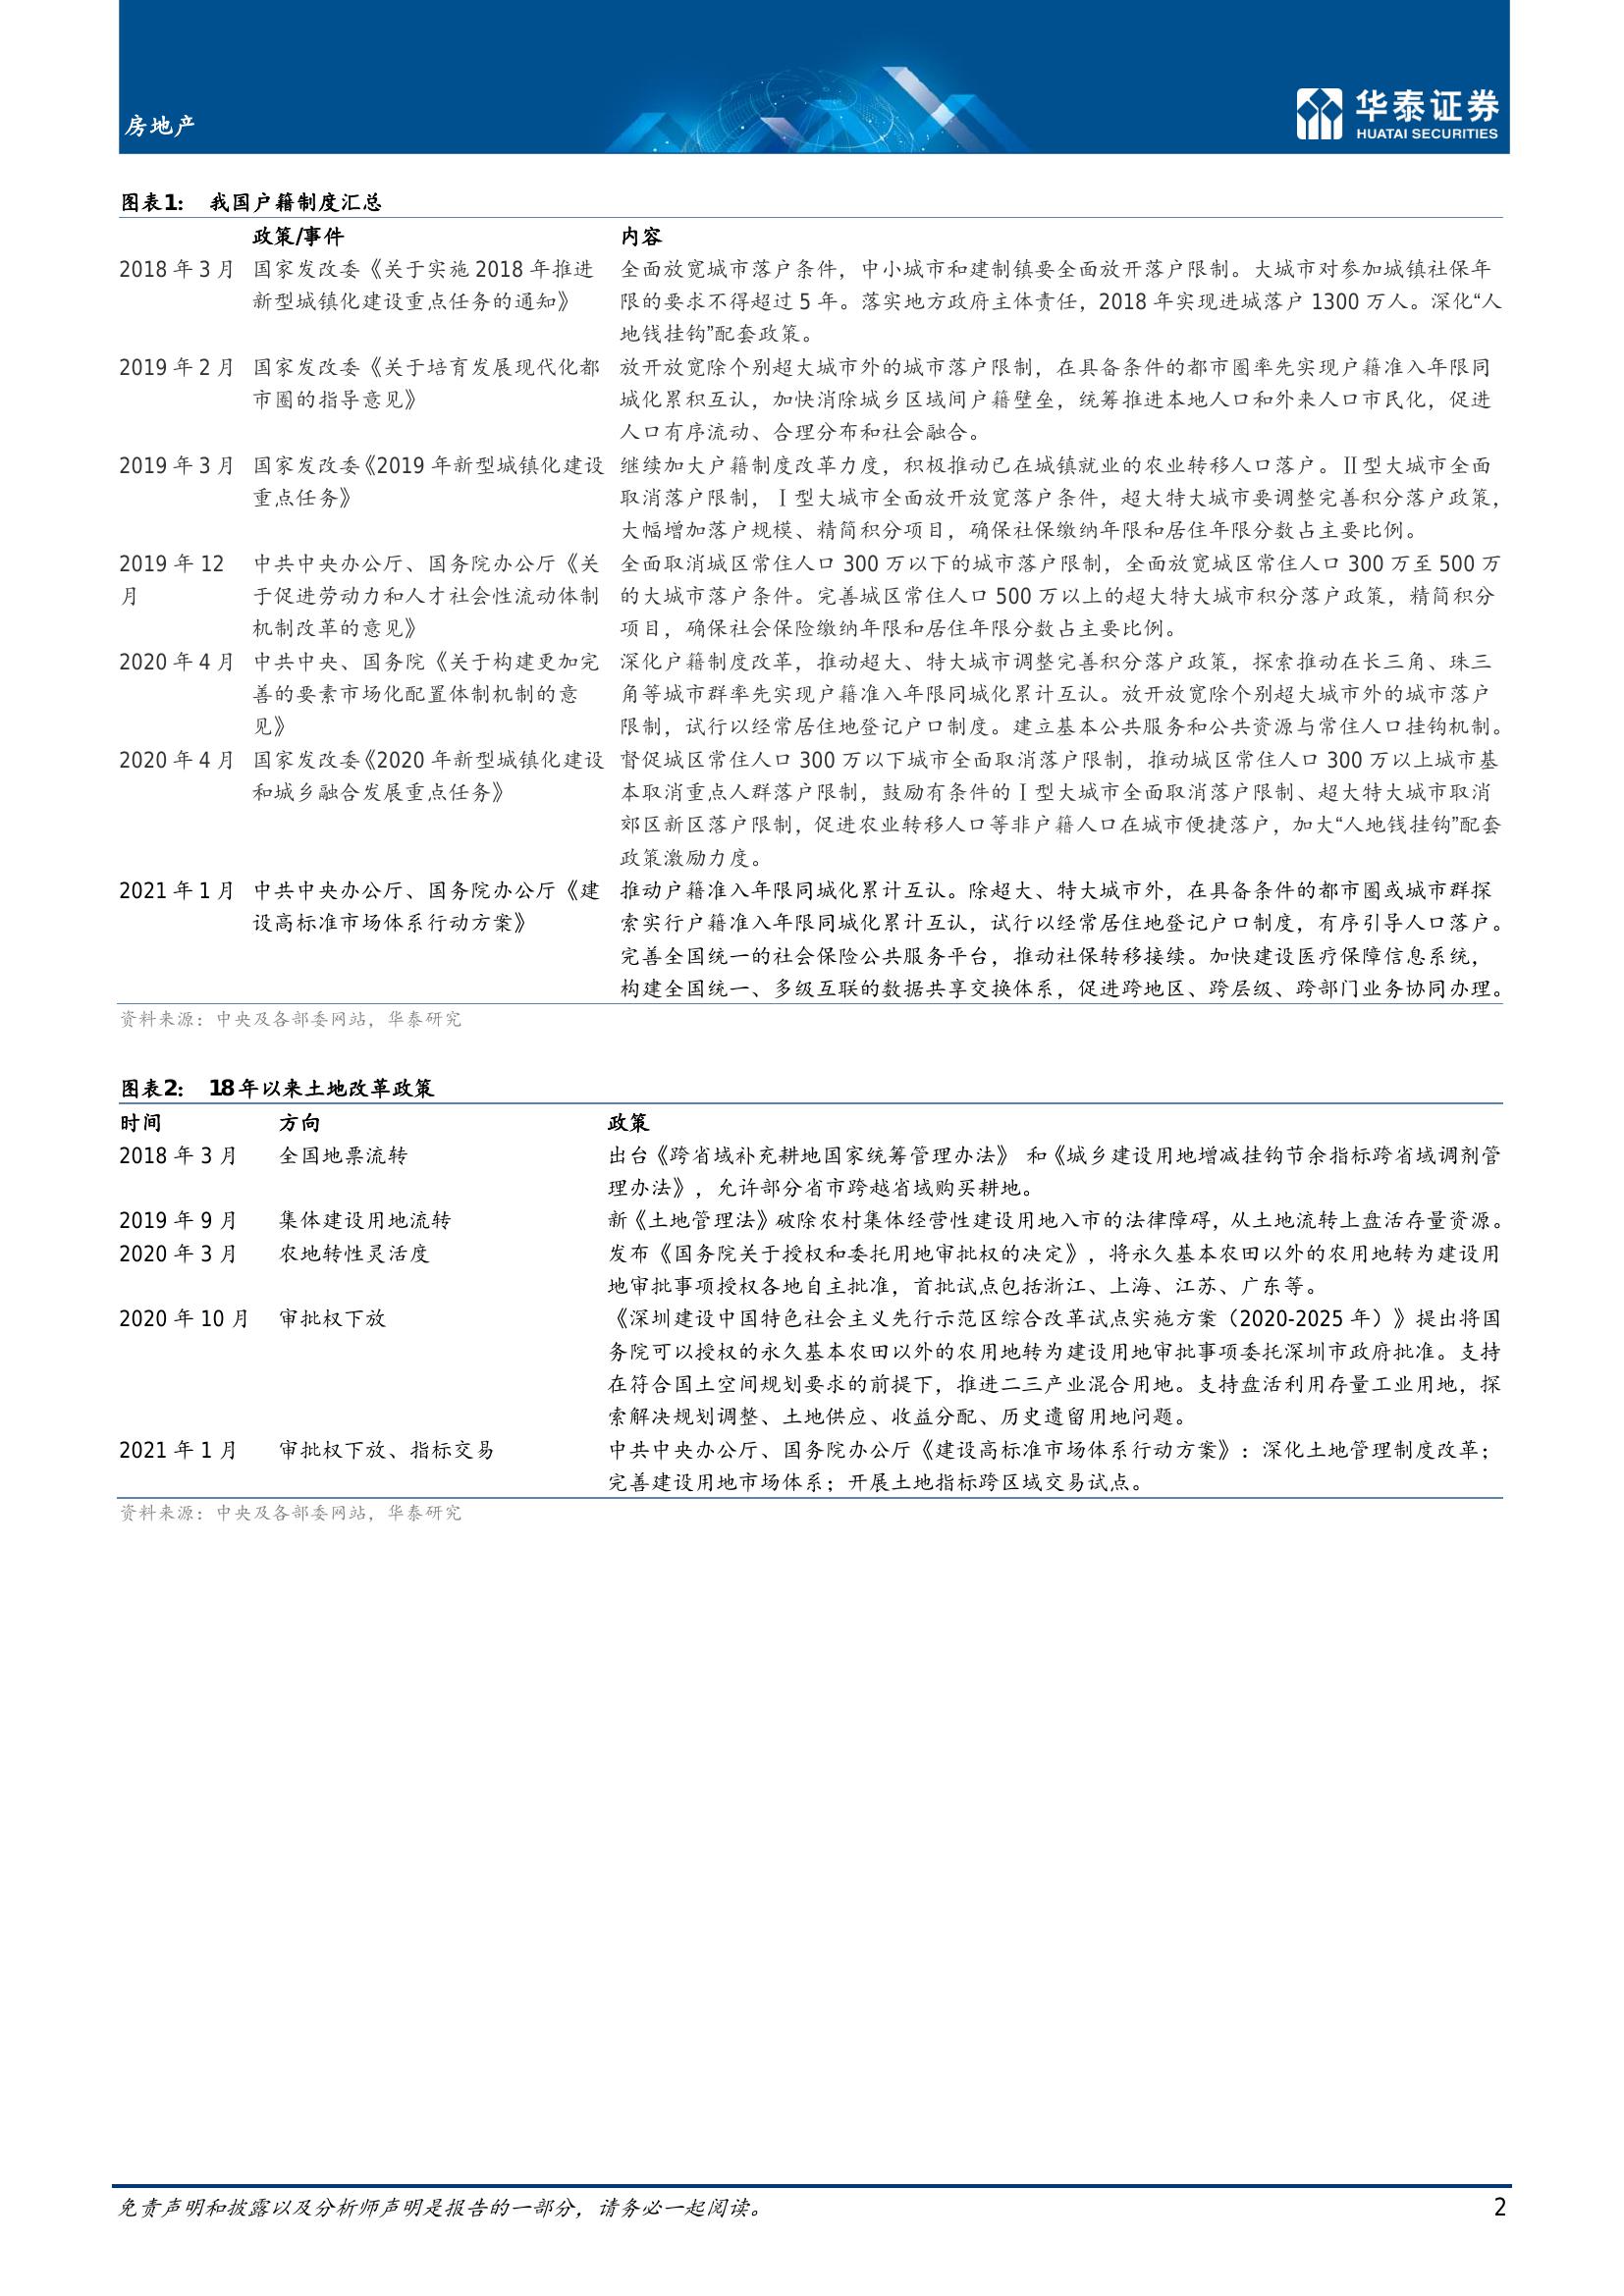 房地产
华泰证券
HUATAI SECURITIES
图表1： 我国户籍制度汇总
政策/事件 内容
2018 年 3 月 国家发改委《关于实施 2018 年推进 全面放宽城市落户条件，中小城市和建制镇要全面放开落户限制。大城市对参加城镇社保年
新型城镇化建设重点任务的通知》 限的要求不得超过 5 年。落实地方政府主体责任，2018 年实现进城落户 1300 万人。深化“人
地钱挂钩”配套政策。
2019 年 2 月 国家发改委《关于培育发展现代化都 放开放宽除个别超大城市外的城市落户限制，在具备条件的都市圈率先实现户籍准入年限同
市圈的指导意见》 城化累积互认，加快消除城乡区域间户籍壁垒，统筹推进本地人口和外来人口市民化，促进
人口有序流动、合理分布和社会融合。
2019 年 3 月 国家发改委《2019 年新型城镇化建设 继续加大户籍制度改革力度，积极推动已在城镇就业的农业转移人口落户。Ⅱ型大城市全面
重点任务》 取消落户限制，Ⅰ型大城市全面放开放宽落户条件，超大特大城市要调整完善积分落户政策，
大幅增加落户规模、精简积分项目，确保社保缴纳年限和居住年限分数占主要比例。
2019 年 12 中共中央办公厅、国务院办公厅《关 全面取消城区常住人口 300 万以下的城市落户限制，全面放宽城区常住人口 300 万至 500 万
月 于促进劳动力和人才社会性流动体制 的大城市落户条件。完善城区常住人口 500 万以上的超大特大城市积分落户政策，精简积分
机制改革的意见》 项目，确保社会保险缴纳年限和居住年限分数占主要比例。
2020 年 4 月 中共中央、国务院《关于构建更加完 深化户籍制度改革，推动超大、特大城市调整完善积分落户政策，探索推动在长三角、珠三
善的要素市场化配置体制机制的意 角等城市群率先实现户籍准入年限同城化累计互认。放开放宽除个别超大城市外的城市落户
见》 限制，试行以经常居住地登记户口制度。建立基本公共服务和公共资源与常住人口挂钩机制。
2020 年 4 月 国家发改委《2020 年新型城镇化建设 督促城区常住人口 300 万以下城市全面取消落户限制，推动城区常住人口 300 万以上城市基
和城乡融合发展重点任务》 本取消重点人群落户限制，鼓励有条件的Ⅰ型大城市全面取消落户限制、超大特大城市取消
郊区新区落户限制，促进农业转移人口等非户籍人口在城市便捷落户，加大“人地钱挂钩”配套
政策激励力度。
2021 年 1 月 中共中央办公厅、国务院办公厅《建 推动户籍准入年限同城化累计互认。除超大、特大城市外，在具备条件的都市圈或城市群探
设高标准市场体系行动方案》 索实行户籍准入年限同城化累计互认，试行以经常居住地登记户口制度，有序引导人口落户。
完善全国统一的社会保险公共服务平台，推动社保转移接续。加快建设医疗保障信息系统，
构建全国统一、多级互联的数据共享交换体系，促进跨地区、跨层级、跨部门业务协同办理。
资料来源：中央及各部委网站，华泰研究
图表2： 18年以来土地改革政策
时间 方向 政策
2018 年 3 月 全国地票流转 出台《跨省域补充耕地国家统筹管理办法》 和《城乡建设用地增减挂钩节余指标跨省域调剂管
理办法》，允许部分省市跨越省域购买耕地。
2019 年 9 月 集体建设用地流转 新《土地管理法》破除农村集体经营性建设用地入市的法律障碍，从土地流转上盘活存量资源。
2020 年 3 月 农地转性灵活度 发布《国务院关于授权和委托用地审批权的决定》，将永久基本农田以外的农用地转为建设用
地审批事项授权各地自主批准，首批试点包括浙江、上海、江苏、广东等。
2020 年 10 月 审批权下放 《深圳建设中国特色社会主义先行示范区综合改革试点实施方案（2020-2025 年）》提出将国
务院可以授权的永久基本农田以外的农用地转为建设用地审批事项委托深圳市政府批准。支持
在符合国土空间规划要求的前提下，推进二三产业混合用地。支持盘活利用存量工业用地，探
索解决规划调整、土地供应、收益分配、历史遗留用地问题。
2021 年 1 月 审批权下放、指标交易 中共中央办公厅、国务院办公厅《建设高标准市场体系行动方案》：深化土地管理制度改革；
完善建设用地市场体系；开展土地指标跨区域交易试点。
资料来源：中央及各部委网站，华泰研究
免责声明和披露以及分析师声明是报告的一部分，请务必一起阅读。 2